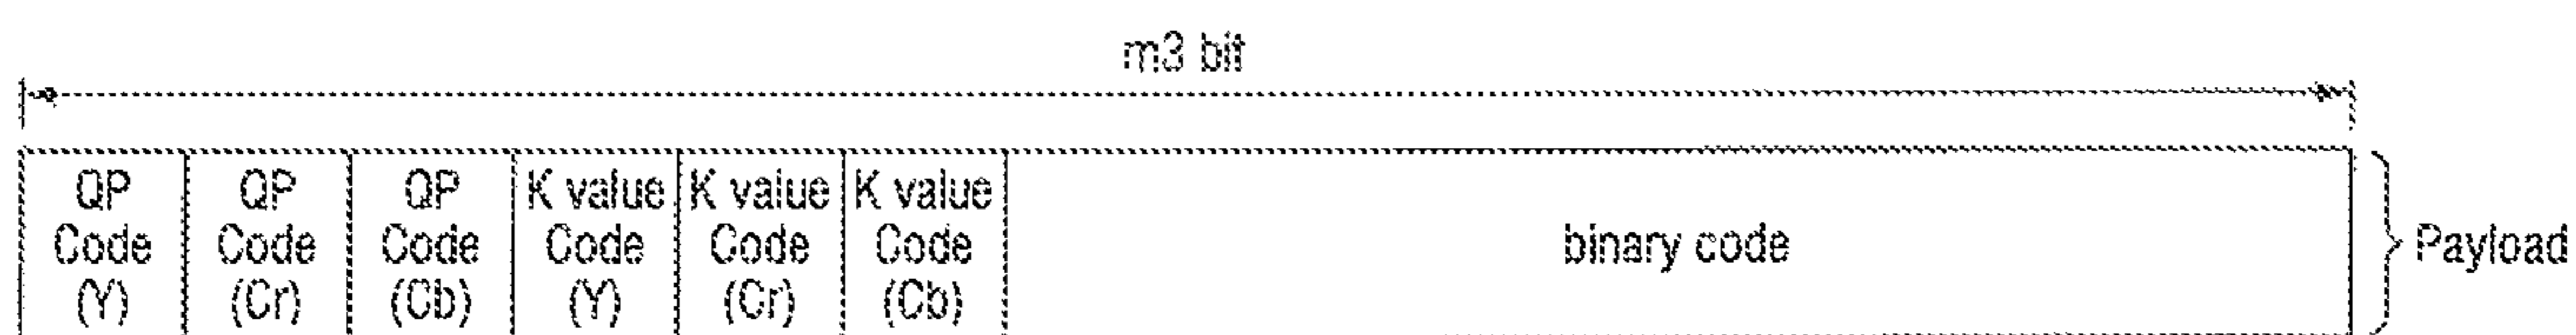 m3 bit
QP Code (Y)
QP Code (Cr)
QP Code (Cb)
K value Code (Y)
K value Code (Cr)
K value Code (Cb)
binary code
Payload